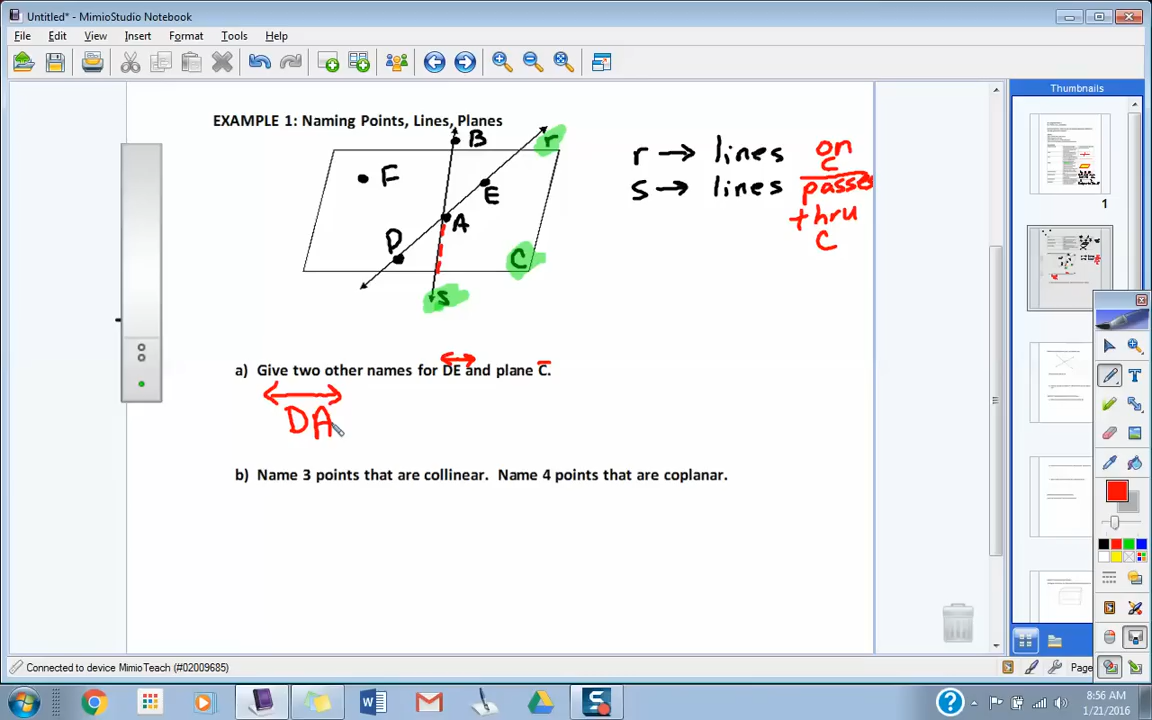 Untitled* - MimioStudio Notebook
File Edit View Insert Format Tools Help
Thumbnails
EXAMPLE 1: Naming Points, Lines, Planes
B
r
F
E
A
D
C
s
r → lines on C
s → lines passes
thru
C
1
a) Give two other names for DE and plane C.
DA
b) Name 3 points that are collinear. Name 4 points that are coplanar.
Connected to device MimioTeach (#02009685)
Page
8:56 AM
1/21/2016